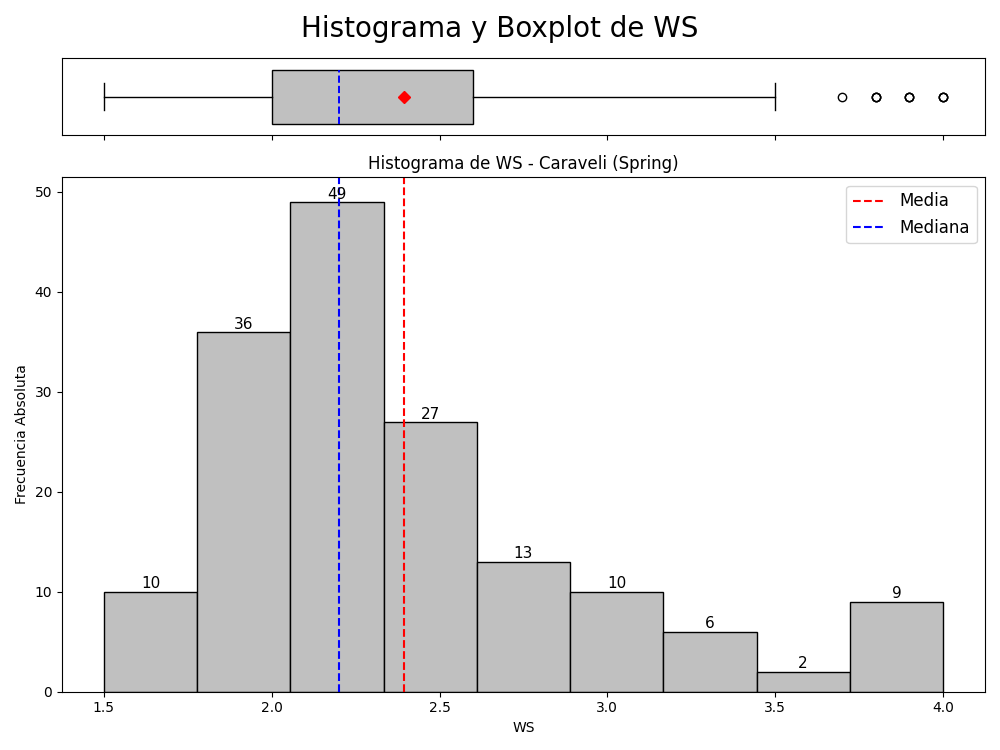 Histograma y Boxplot de WS
Histograma de WS - Caraveli (Spring)
Media
Mediana
49
36
27
13
10
10
6
2
9
50
40
30
20
10
0
Frecuencia Absoluta
1.5 2.0 2.5 3.0 3.5 4.0
WS